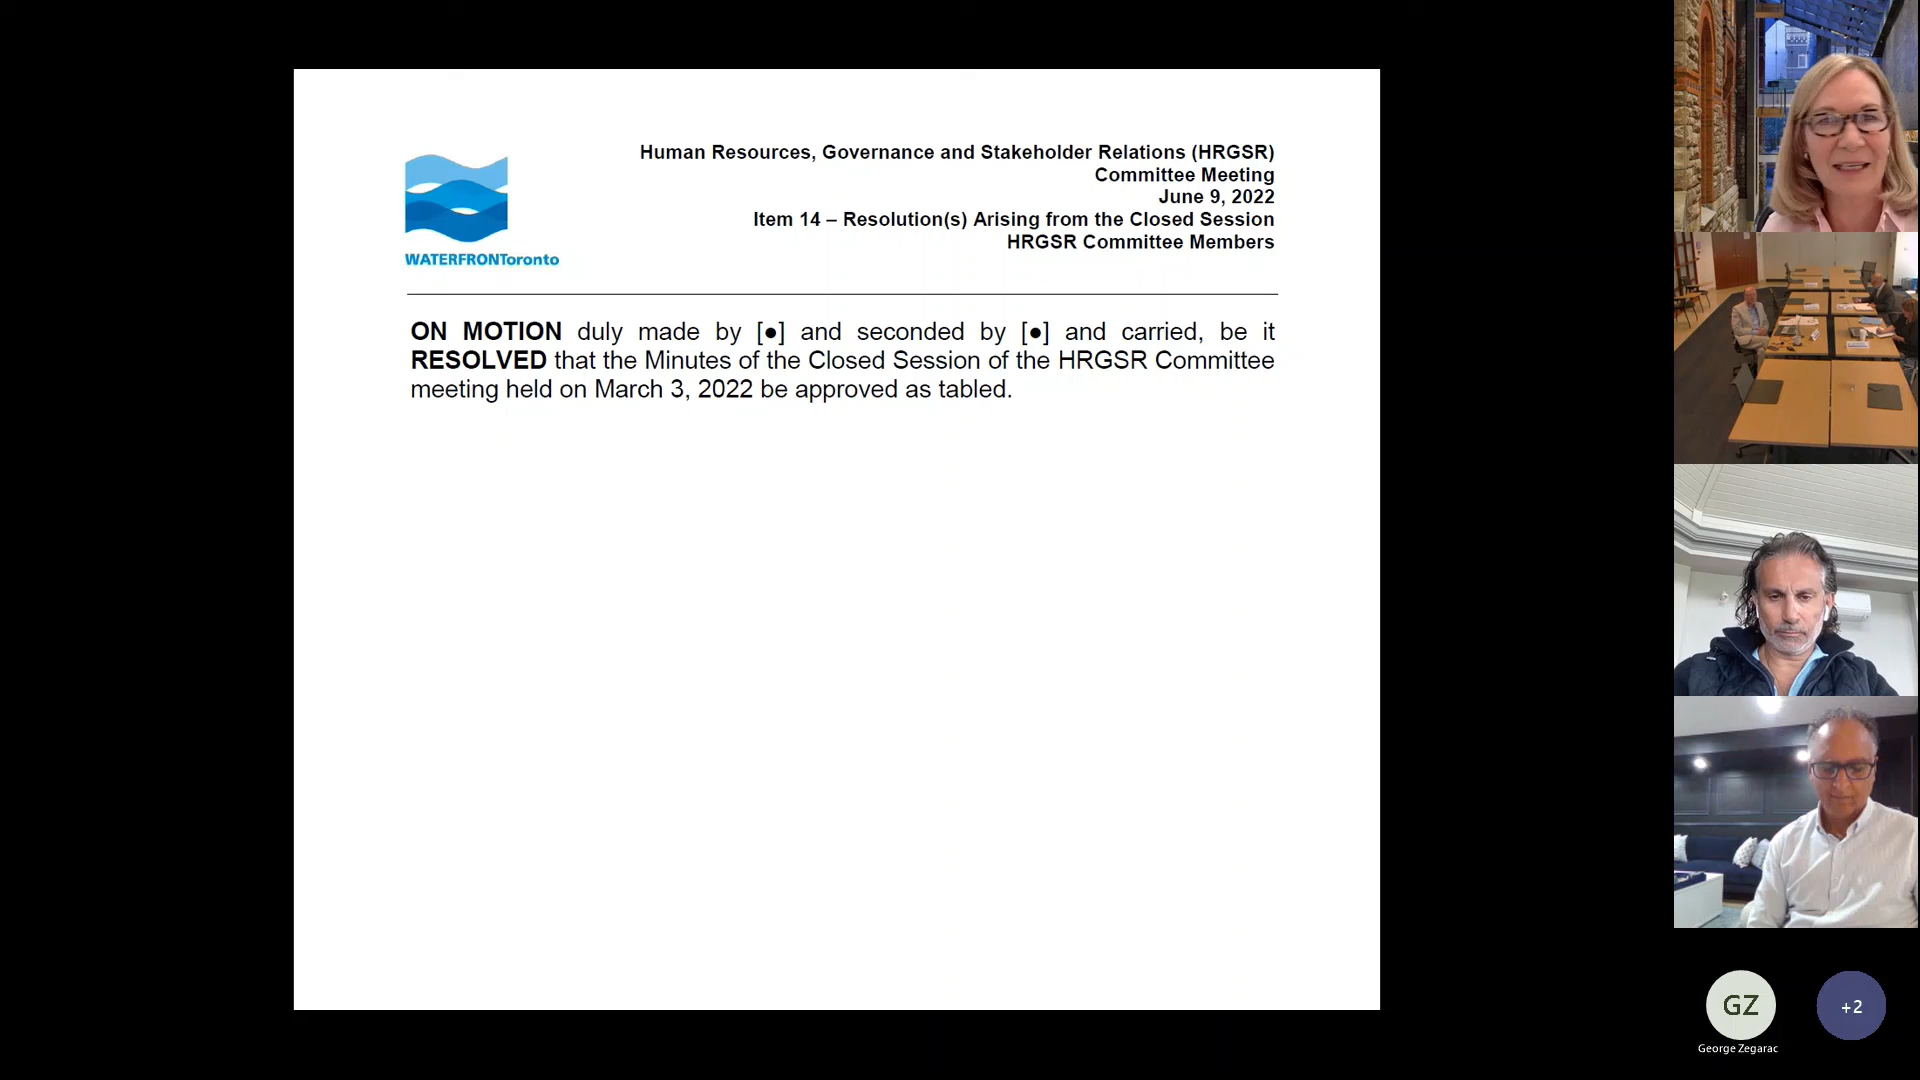 Human Resources, Governance and Stakeholder Relations (HRGSR)
Committee Meeting
June 9, 2022
Item 14 – Resolution(s) Arising from the Closed Session
HRGSR Committee Members
WATERFRONToronto
ON MOTION duly made by [●] and seconded by [●] and carried, be it
RESOLVED that the Minutes of the Closed Session of the HRGSR Committee
meeting held on March 3, 2022 be approved as tabled.
GZ
+2
George Zegarac